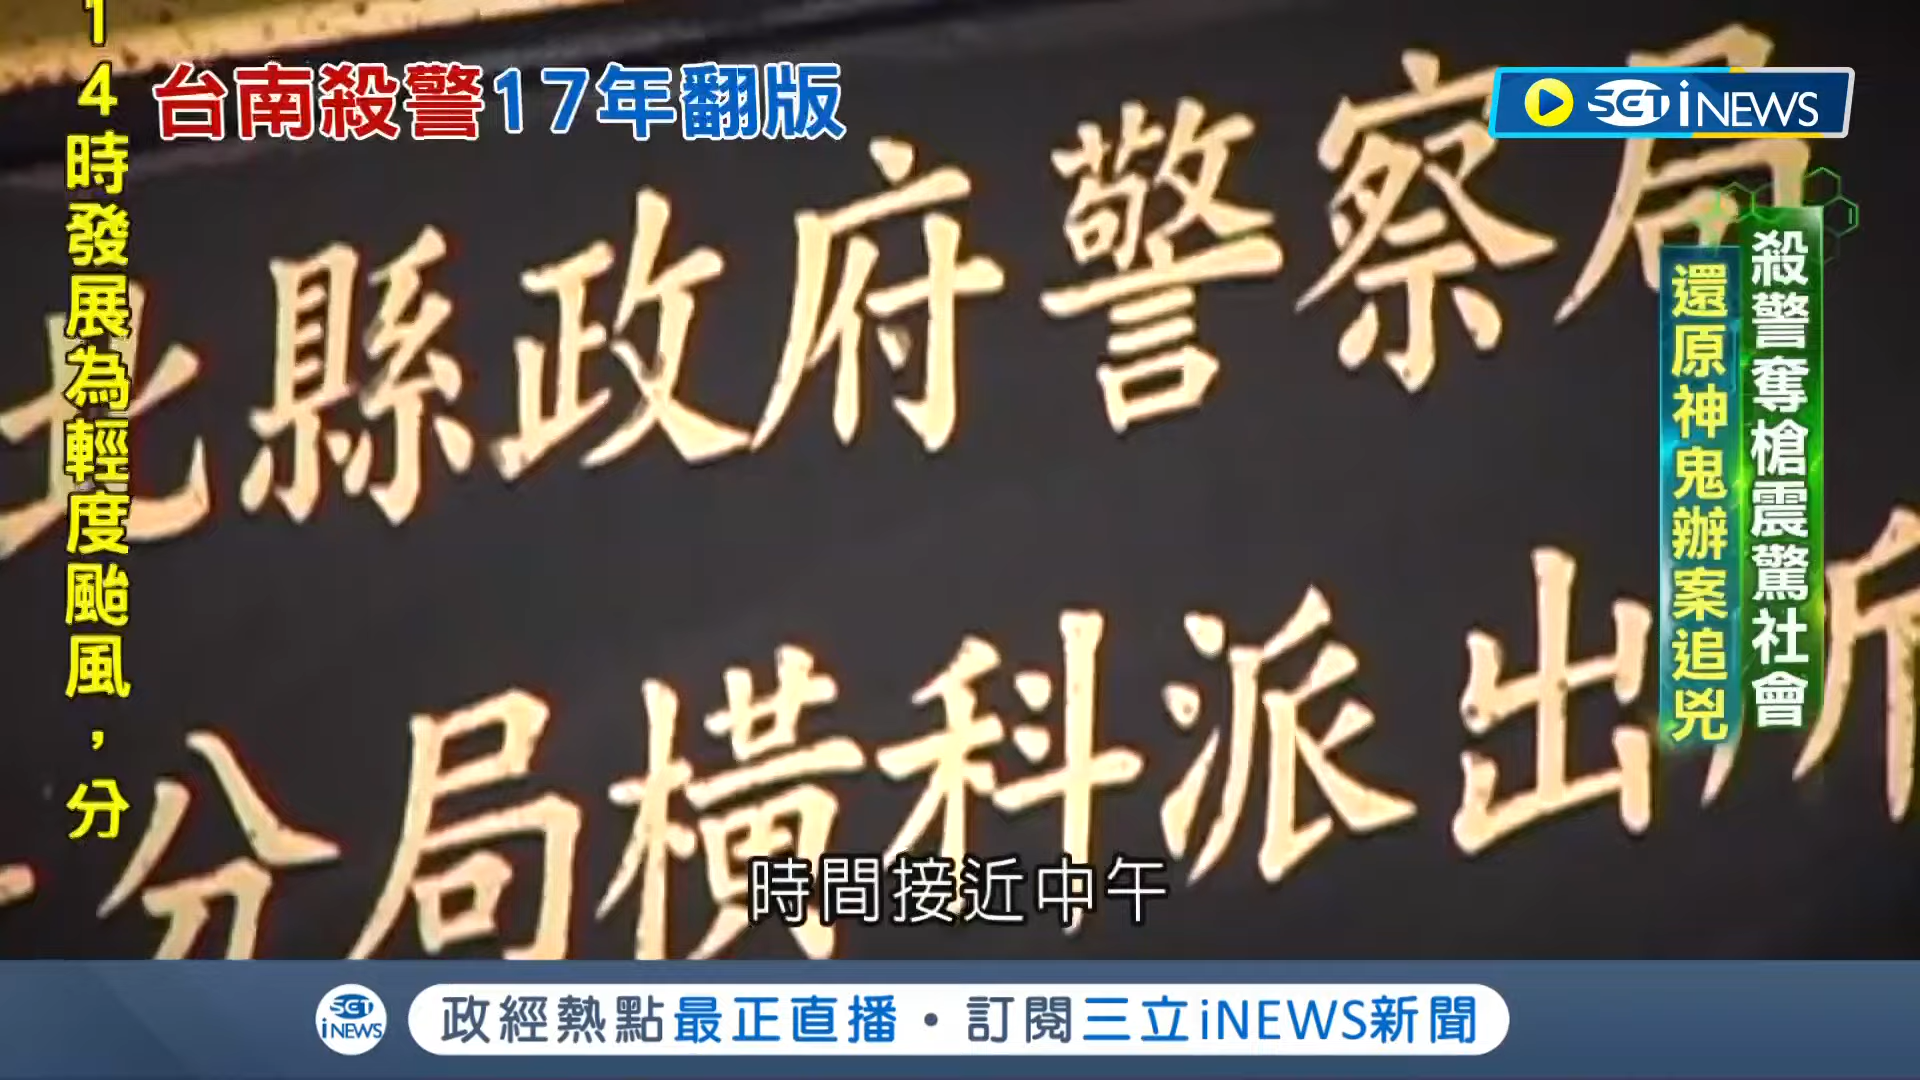 14時發展為輕度颱風，分
台南殺警17年翻版
SET iNEWS
北縣政府警察局
分局橫科派出所
殺警奪槍震驚社會
還原神鬼辦案追兇
時間接近中午
SET iNEWS
政經熱點最正直播·訂閱三立iNEWS新聞